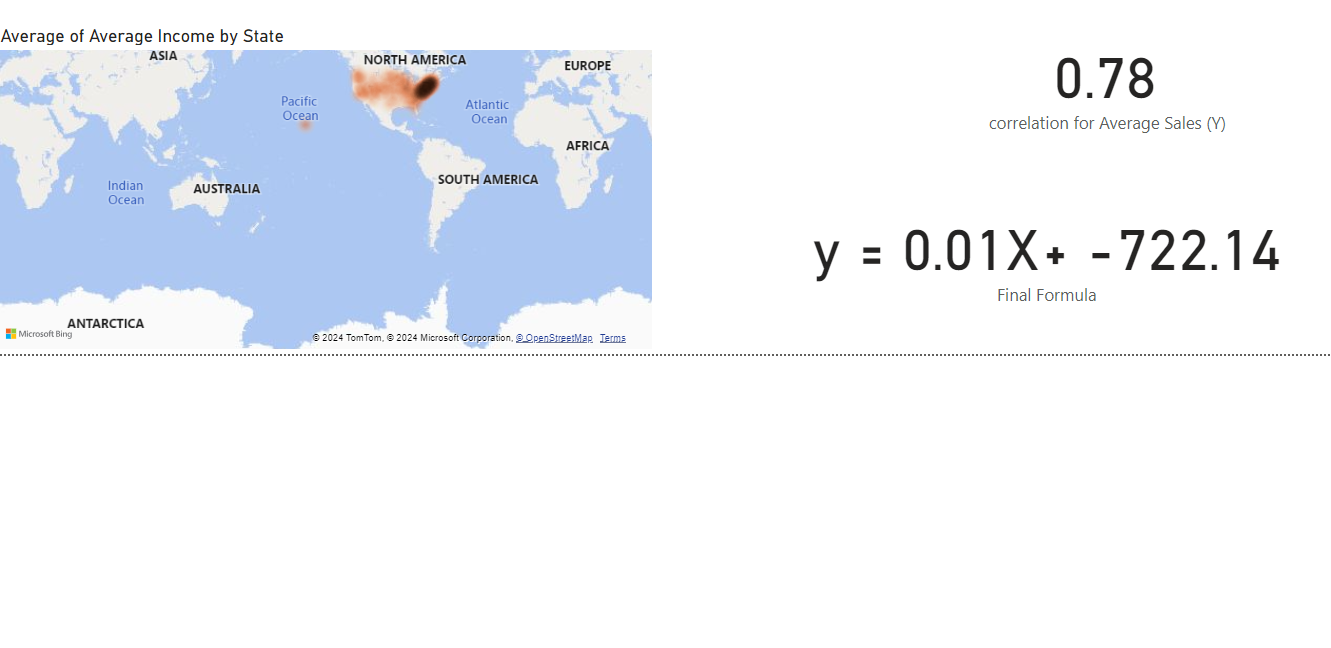 Average of Average Income by State
ASIA
NORTH AMERICA
EUROPE
Pacific
Ocean
Atlantic
Ocean
AFRICA
SOUTH AMERICA
Indian
Ocean
AUSTRALIA
ANTARCTICA
Microsoft Bing
© 2024 TomTom, © 2024 Microsoft Corporation, © OpenStreetMap Terms
0.78
correlation for Average Sales (Y)
y = 0.01X+ -722.14
Final Formula